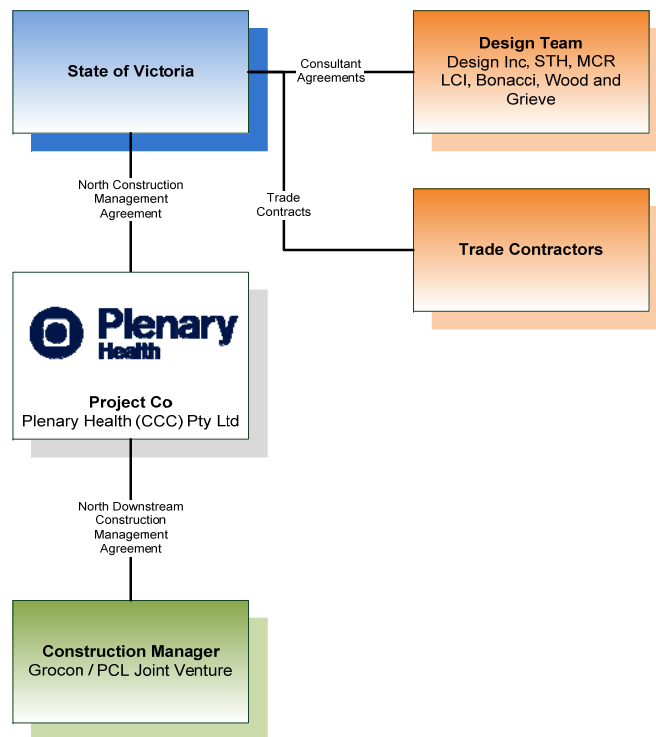 State of Victoria
Consultant
Agreements
Design Team
Design Inc, STH, MCR
LCI, Bonacci, Wood and
Grieve
North Construction
Management
Agreement
Trade
Contracts
Trade Contractors
Plenary
Health
Project Co
Plenary Health (CCC) Pty Ltd
North Downstream
Construction
Management
Agreement
Construction Manager
Grocon / PCL Joint Venture